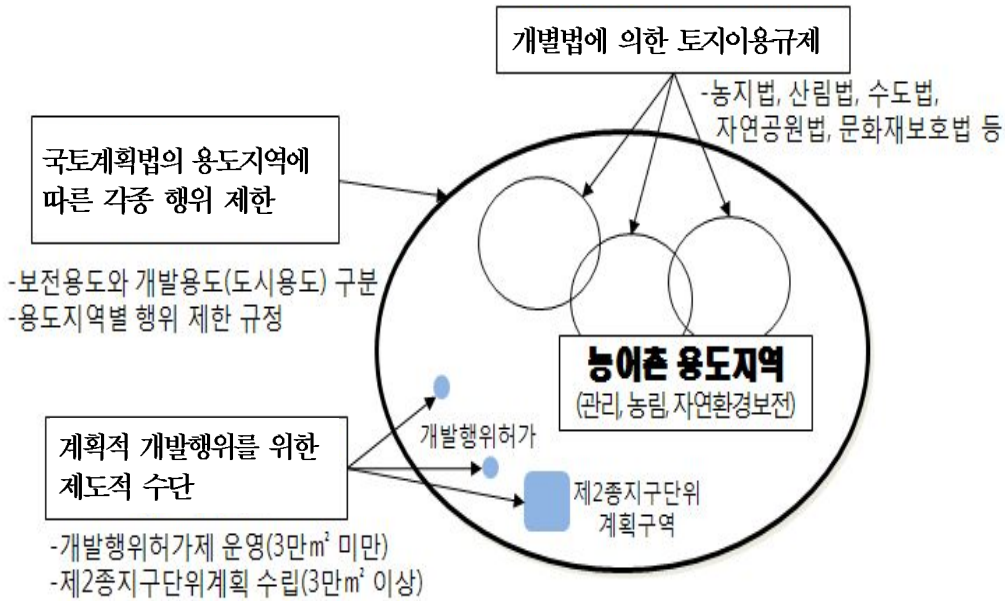 개별법에 의한 토지이용규제
-농지법, 산림법, 수도법,
자연공원법, 문화재보호법 등
국토계획법의 용도지역에
따른 각종 행위 제한
-보전용도와 개발용도(도시용도) 구분
-용도지역별 행위 제한 규정
농어촌 용도지역
(관리, 농림, 자연환경보전)
계획적 개발행위를 위한
제도적 수단
-개발행위허가제 운영(3만㎡ 미만)
-제2종지구단위계획 수립(3만㎡ 이상)
개발행위허가
제2종지구단위
계획구역